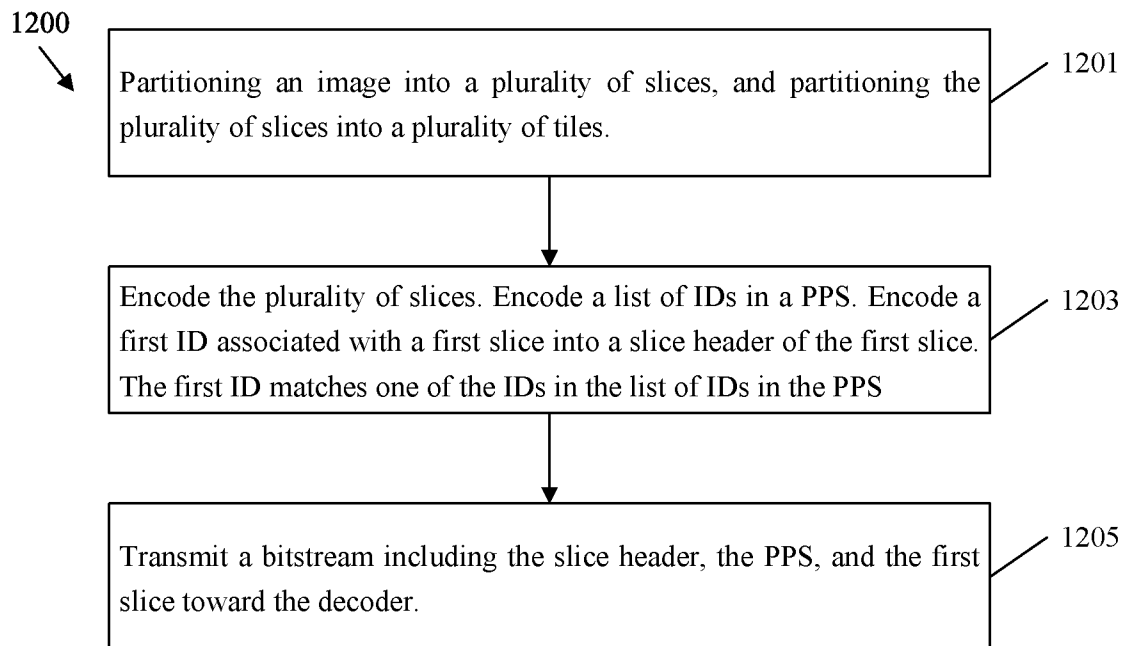 1200
Partitioning an image into a plurality of slices, and partitioning the
plurality of slices into a plurality of tiles.
1201
Encode the plurality of slices. Encode a list of IDs in a PPS. Encode a
first ID associated with a first slice into a slice header of the first slice.
The first ID matches one of the IDs in the list of IDs in the PPS
1203
Transmit a bitstream including the slice header, the PPS, and the first
slice toward the decoder.
1205